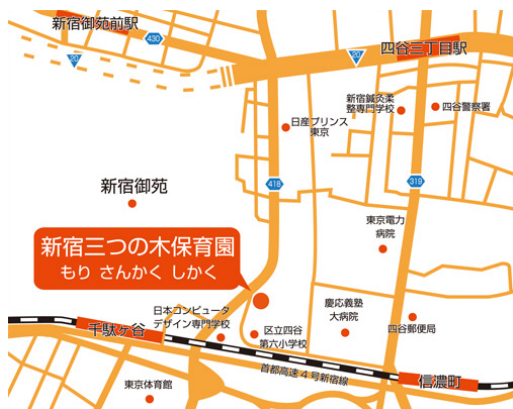 新宿御苑前駅
430
20
20
四谷三丁目駅
新宿鍼灸柔
整専門学校
四谷警察署
日産プリンス
東京
418
319
新宿御苑
東京電力
病院
新宿三つの木保育園
もり さんかく しかく
日本コンピュータ
デザイン専門学校
千駄ヶ谷
区立四谷
第六小学校
慶応義塾
大病院
四谷郵便局
首都高速4号新宿線
信濃町
東京体育館